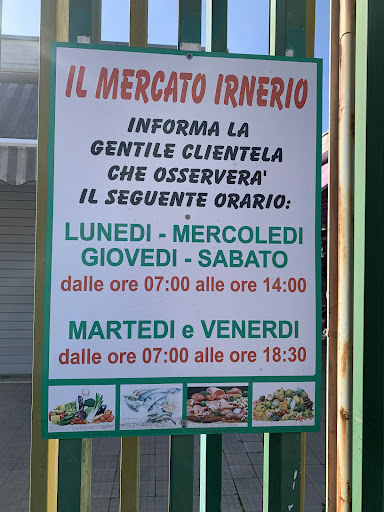 IL MERCATO IRNERIO
INFORMA LA
GENTILE CLIENTELA
CHE OSSERVERA'
IL SEGUENTE ORARIO:
LUNEDI - MERCOLEDI
GIOVEDI - SABATO
dalle ore 07:00 alle ore 14:00
MARTEDI e VENERDI
dalle ore 07:00 alle ore 18:30